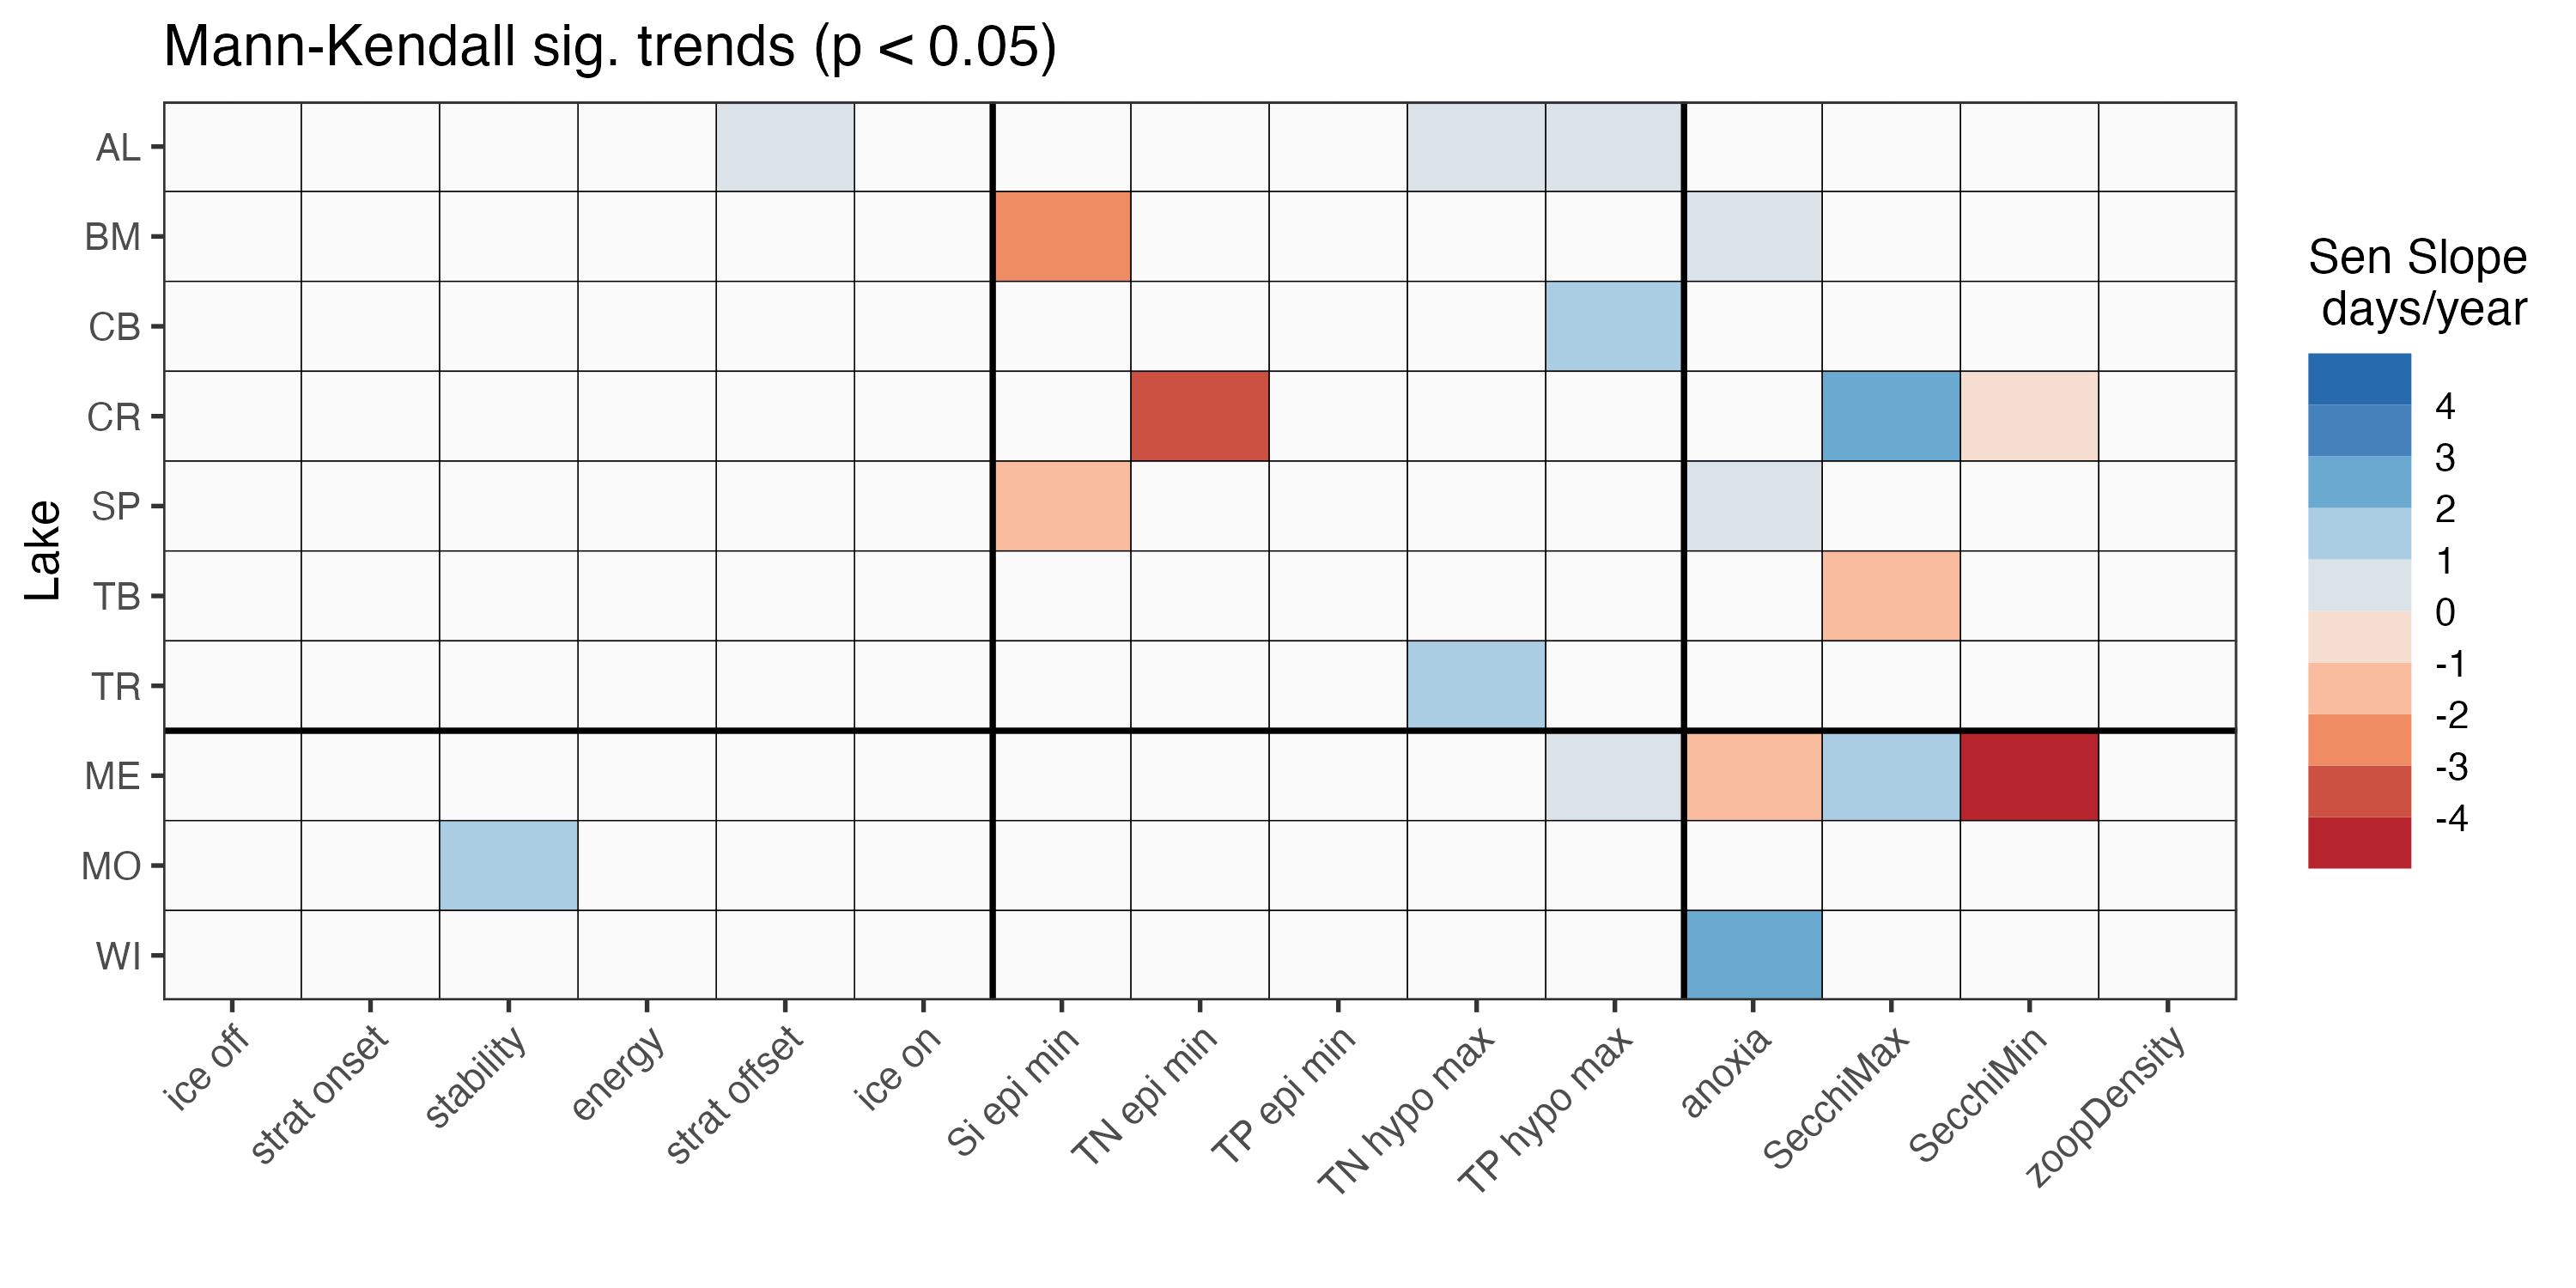 Mann-Kendall sig. trends (p < 0.05)
Lake
AL
BM
CB
CR
SP
TB
TR
ME
MO
WI
ice off
strat onset
stability
energy
strat offset
ice on
Si epi min
TN epi min
TP epi min
TN hypo max
TP hypo max
anoxia
SecchiMax
SecchiMin
zoopDensity
Sen Slope
days/year
4
3
2
1
0
-1
-2
-3
-4